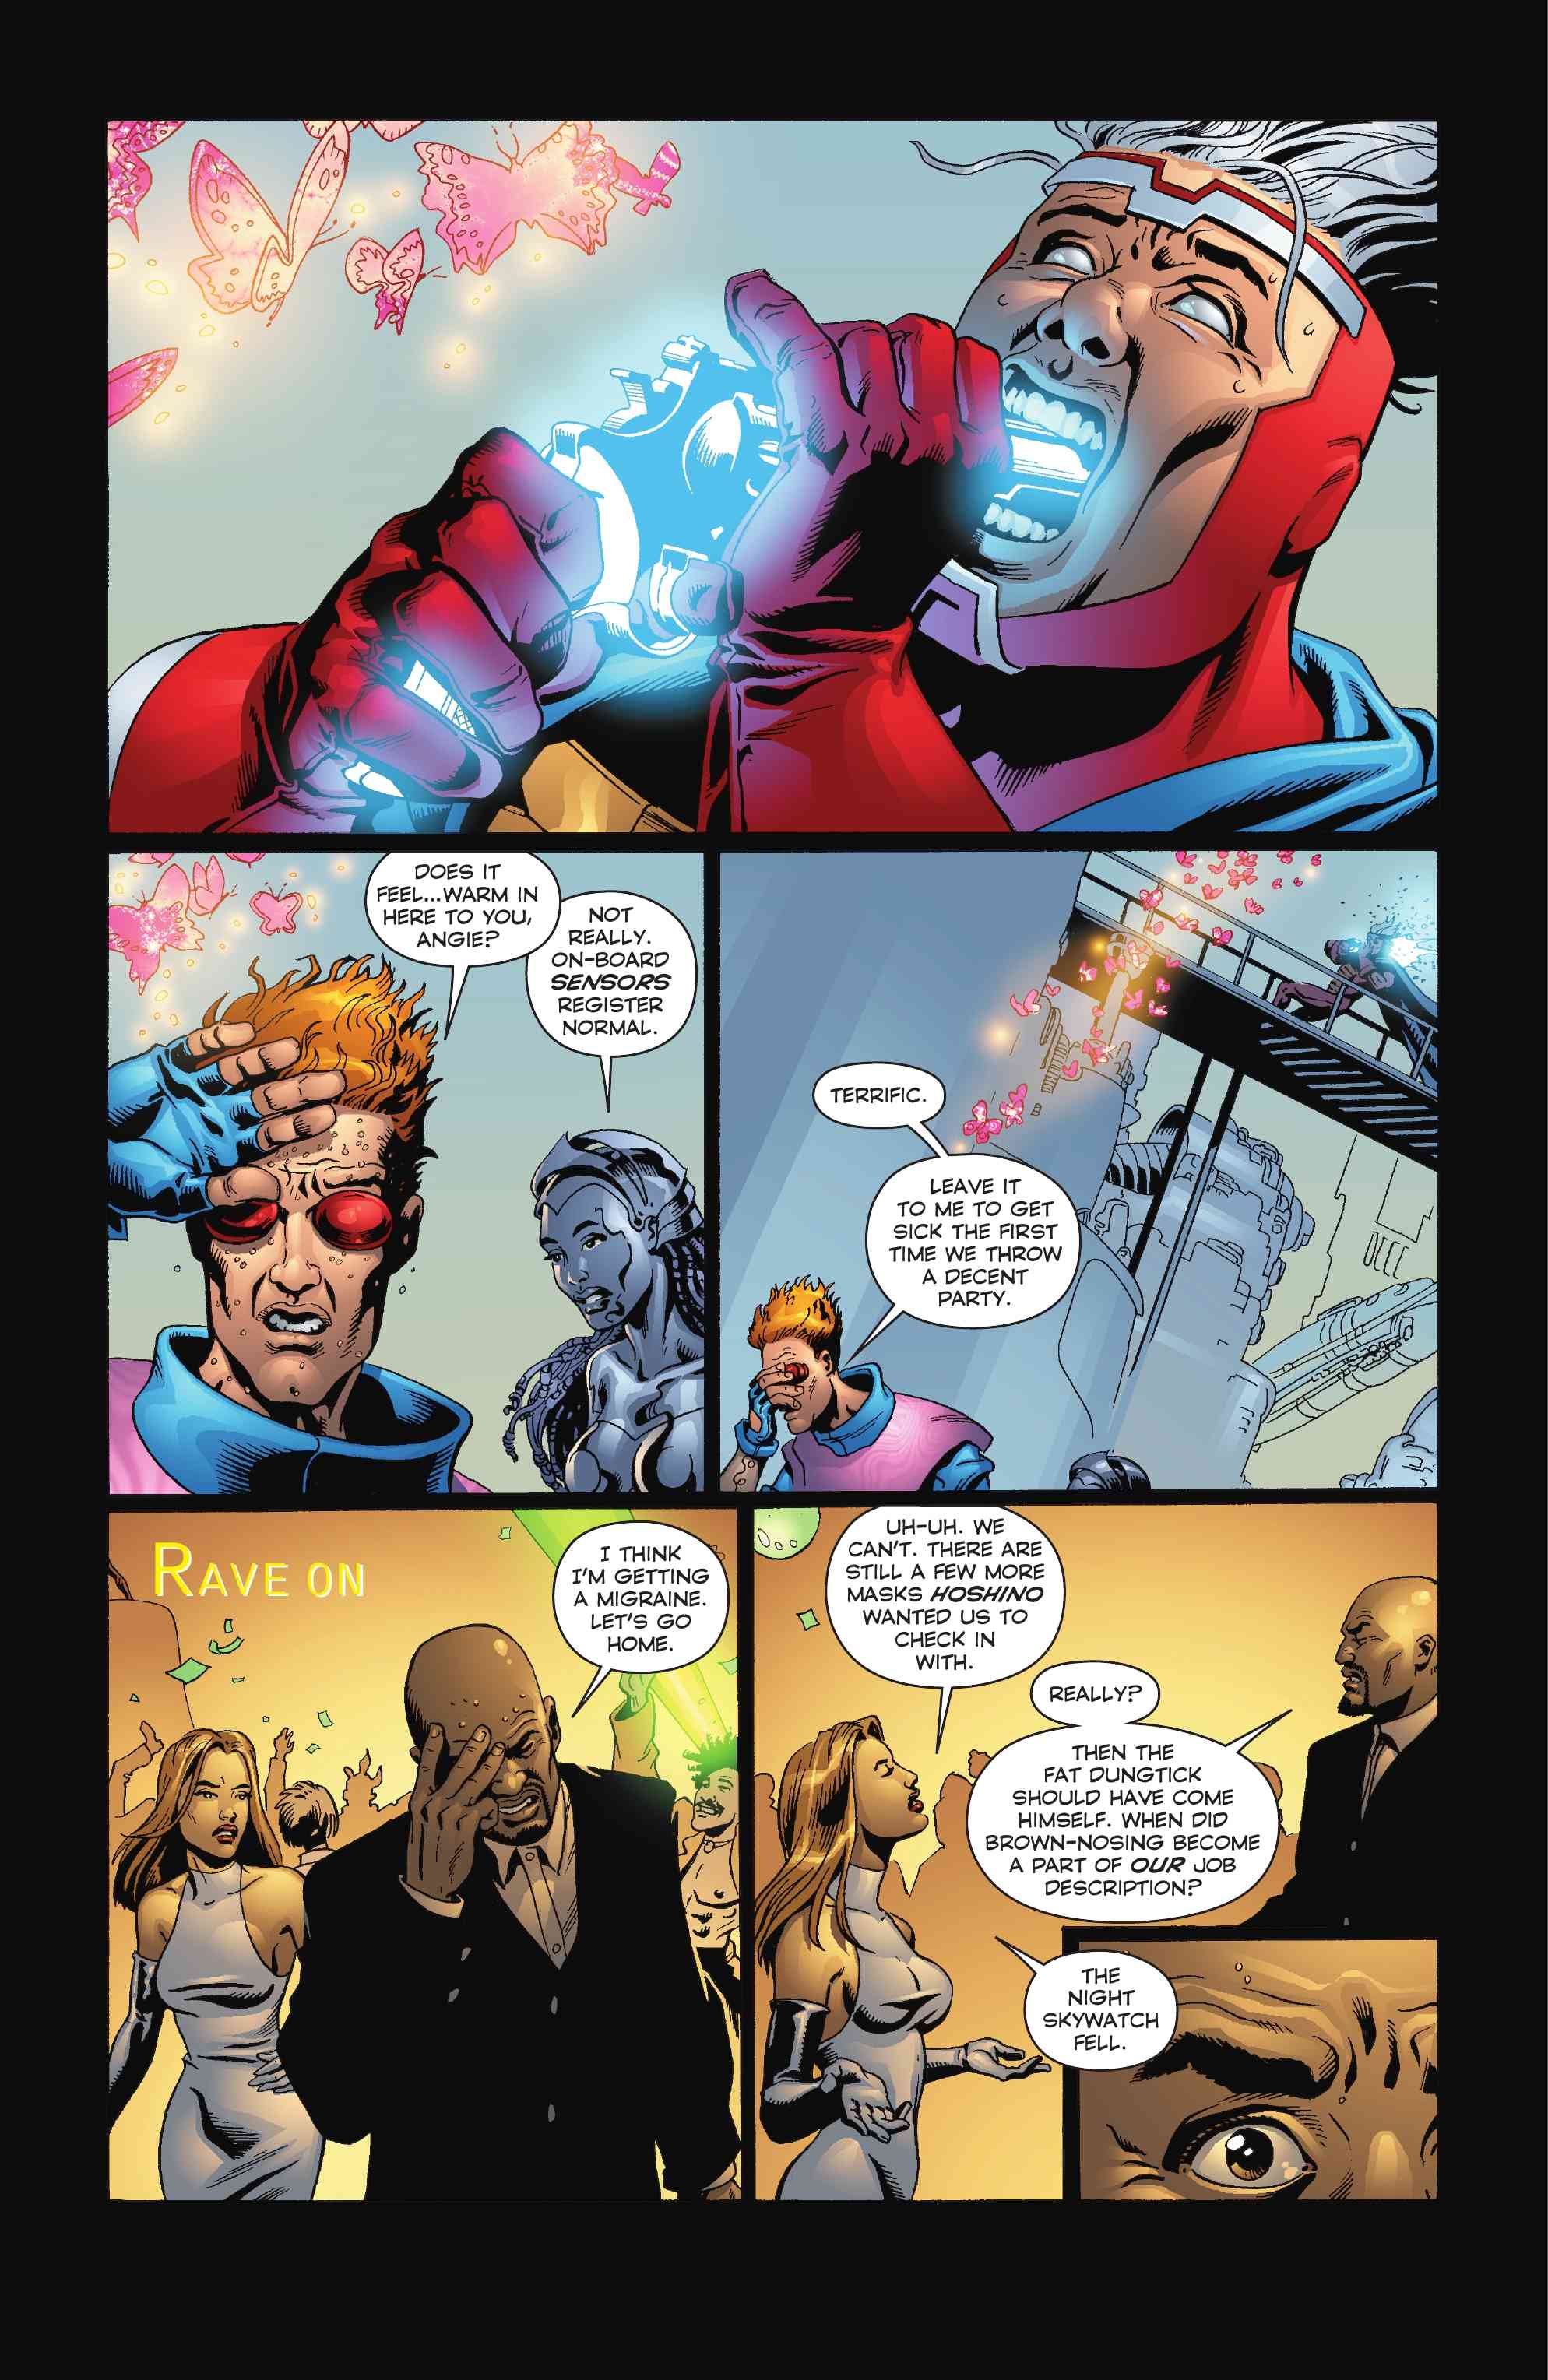 DOES IT
FEEL...WARM IN
HERE TO YOU,
ANGIE?
NOT
REALLY.
ON-BOARD
SENSORS
REGISTER
NORMAL.
TERRIFIC.
LEAVE IT
TO ME TO GET
SICK THE FIRST
TIME WE THROW
A DECENT
PARTY.
RAVE ON
I THINK
I'M GETTING
A MIGRAINE.
LET'S GO
HOME.
UH-UH. WE
CAN'T. THERE ARE
STILL A FEW MORE
MASKS HOSHINO
WANTED US TO
CHECK IN
WITH.
REALLY?
THEN THE
FAT DUNGTICK
SHOULD HAVE COME
HIMSELF. WHEN DID
BROWN-NOSING BECOME
A PART OF OUR JOB
DESCRIPTION?
THE
NIGHT
SKYWATCH
FELL.